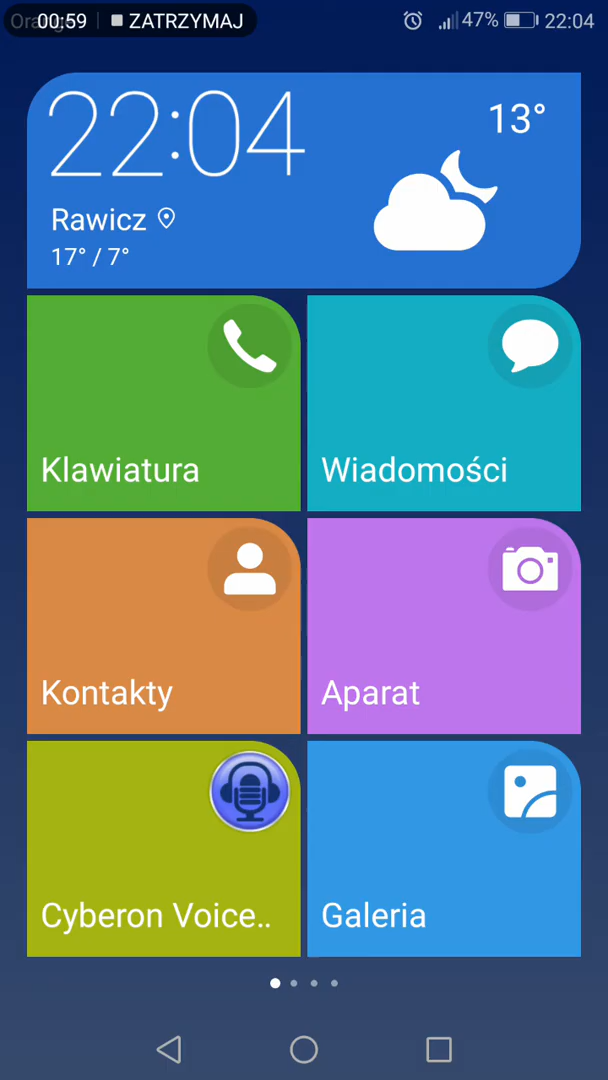 00:59 ZATRZYMAJ 47% 22:04
22:04
13°
Rawicz
17° / 7°
Klawiatura
Wiadomości
Kontakty
Aparat
Cyberon Voice..
Galeria